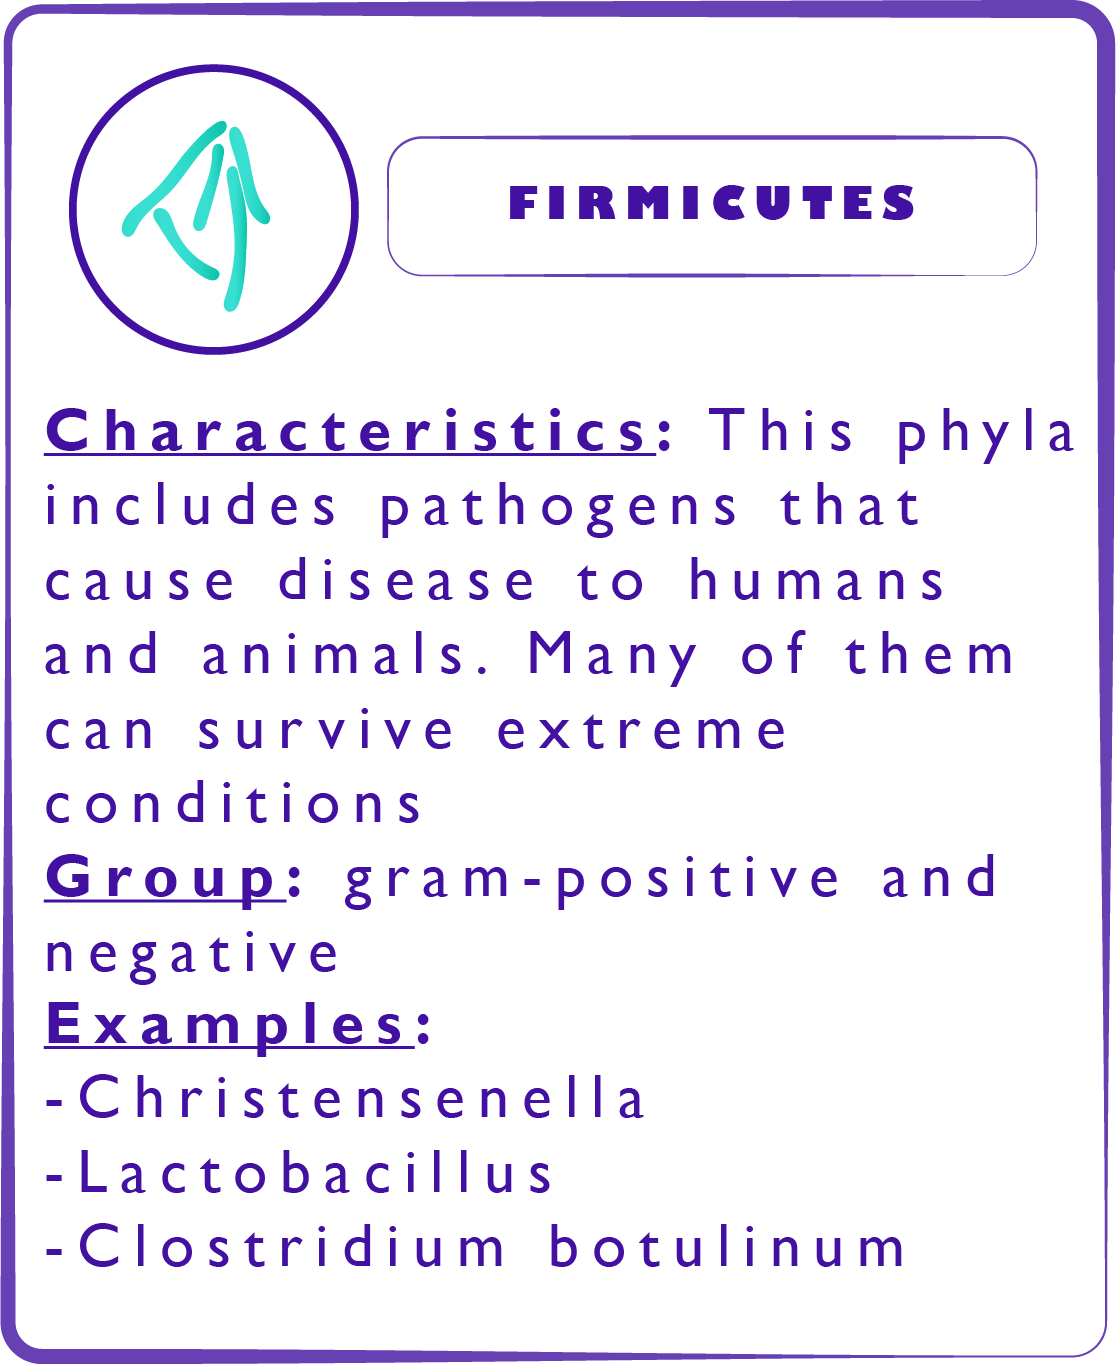 FIRMICUTES
Characteristics: This phyla
includes pathogens that
cause disease to humans
and animals. Many of them
can survive extreme
conditions
Group: gram-positive and
negative
Examples:
-Christensenella
-Lactobacillus
-Clostridium botulinum